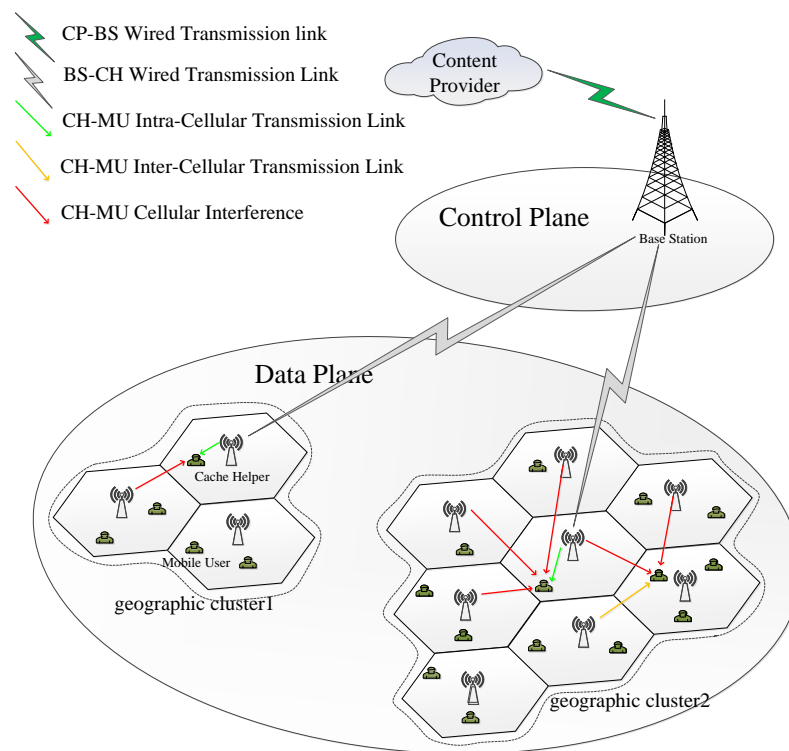 CP-BS Wired Transmission link
BS-CH Wired Transmission Link
CH-MU Intra-Cellular Transmission Link
CH-MU Inter-Cellular Transmission Link
CH-MU Cellular Interference
Content
Provider
Control Plane
Base Station
Data Plane
Cache Helper
Mobile User
geographic cluster1
geographic cluster2